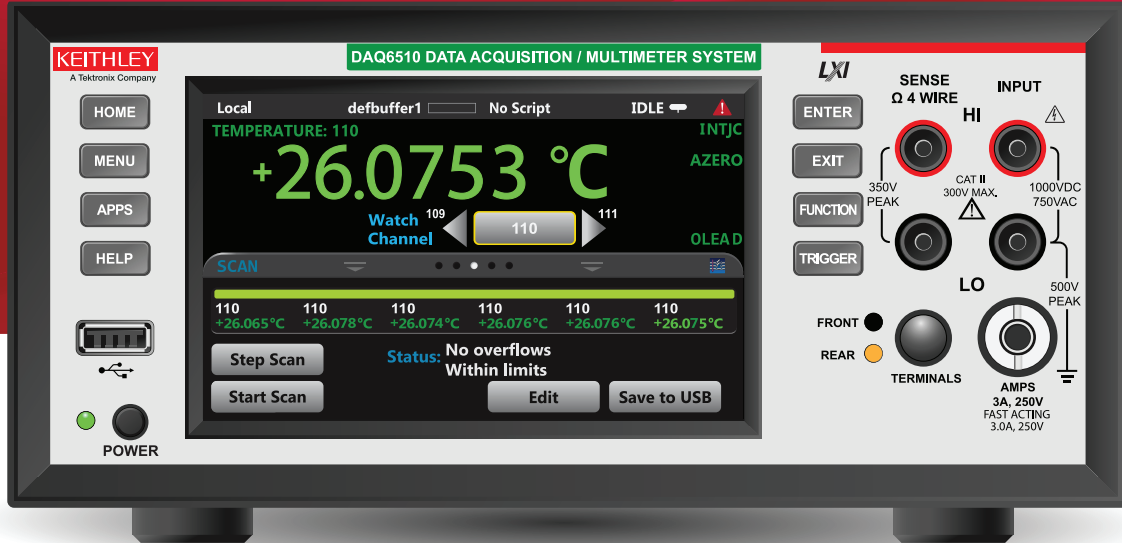 KEITHLEY
A Tektronix Company
DAQ6510 DATA ACQUISITION / MULTIMETER SYSTEM
LXI
HOME
MENU
APPS
HELP
POWER
Local defbuffer1 No Script IDLE
TEMPERATURE: 110 INTJC
+26.0753 °C
AZERO
Watch
Channel
109 110 111
OLEAD
SCAN
110 110 110 110 110 110
+26.065°C +26.078°C +26.074°C +26.076°C +26.076°C +26.075°C
Step Scan
Status: No overflows
Within limits
Start Scan Edit Save to USB
ENTER
EXIT
FUNCTION
TRIGGER
SENSE
Ω 4 WIRE
INPUT
HI
350V
PEAK
CAT II
300V MAX.
1000VDC
750VAC
LO
500V
PEAK
FRONT
REAR
TERMINALS
AMPS
3A, 250V
FAST ACTING
3.0A, 250V